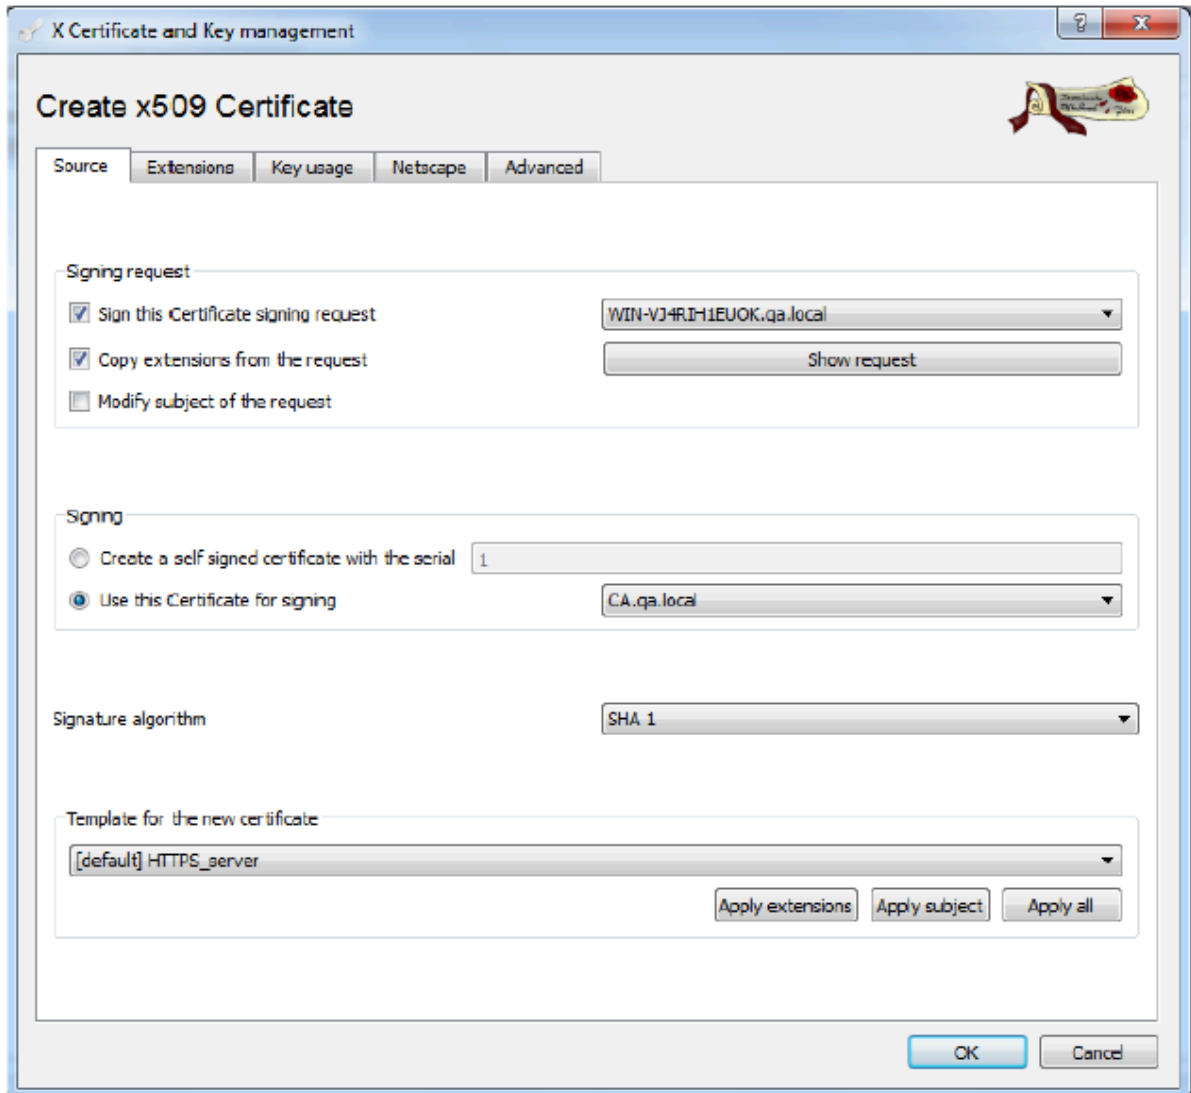 X Certificate and Key management
Create x509 Certificate
Source Extensions Key usage Netscape Advanced
Signing request
Sign this Certificate signing request WIN-VJ4RIH1EUOK.qa.local
Copy extensions from the request Show request
Modify subject of the request
Signing
Create a self signed certificate with the serial 1
Use this Certificate for signing CA.qa.local
Signature algorithm SHA 1
Template for the new certificate
[default] HTTPS_server
Apply extensions Apply subject Apply all
OK Cancel